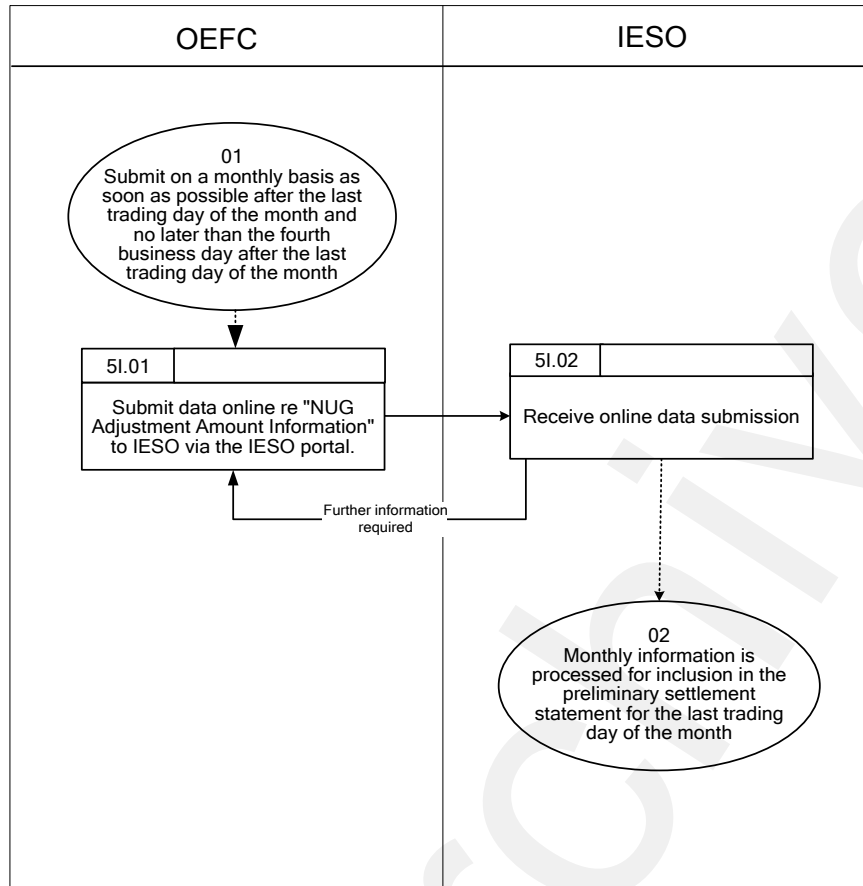 OEFC
IESO
01
Submit on a monthly basis as
soon as possible after the last
trading day of the month and
no later than the fourth
business day after the last
trading day of the month
5I.01
Submit data online re "NUG
Adjustment Amount Information"
to IESO via the IESO portal.
5I.02
Receive online data submission
Further information
required
02
Monthly information is
processed for inclusion in the
preliminary settlement
statement for the last trading
day of the month